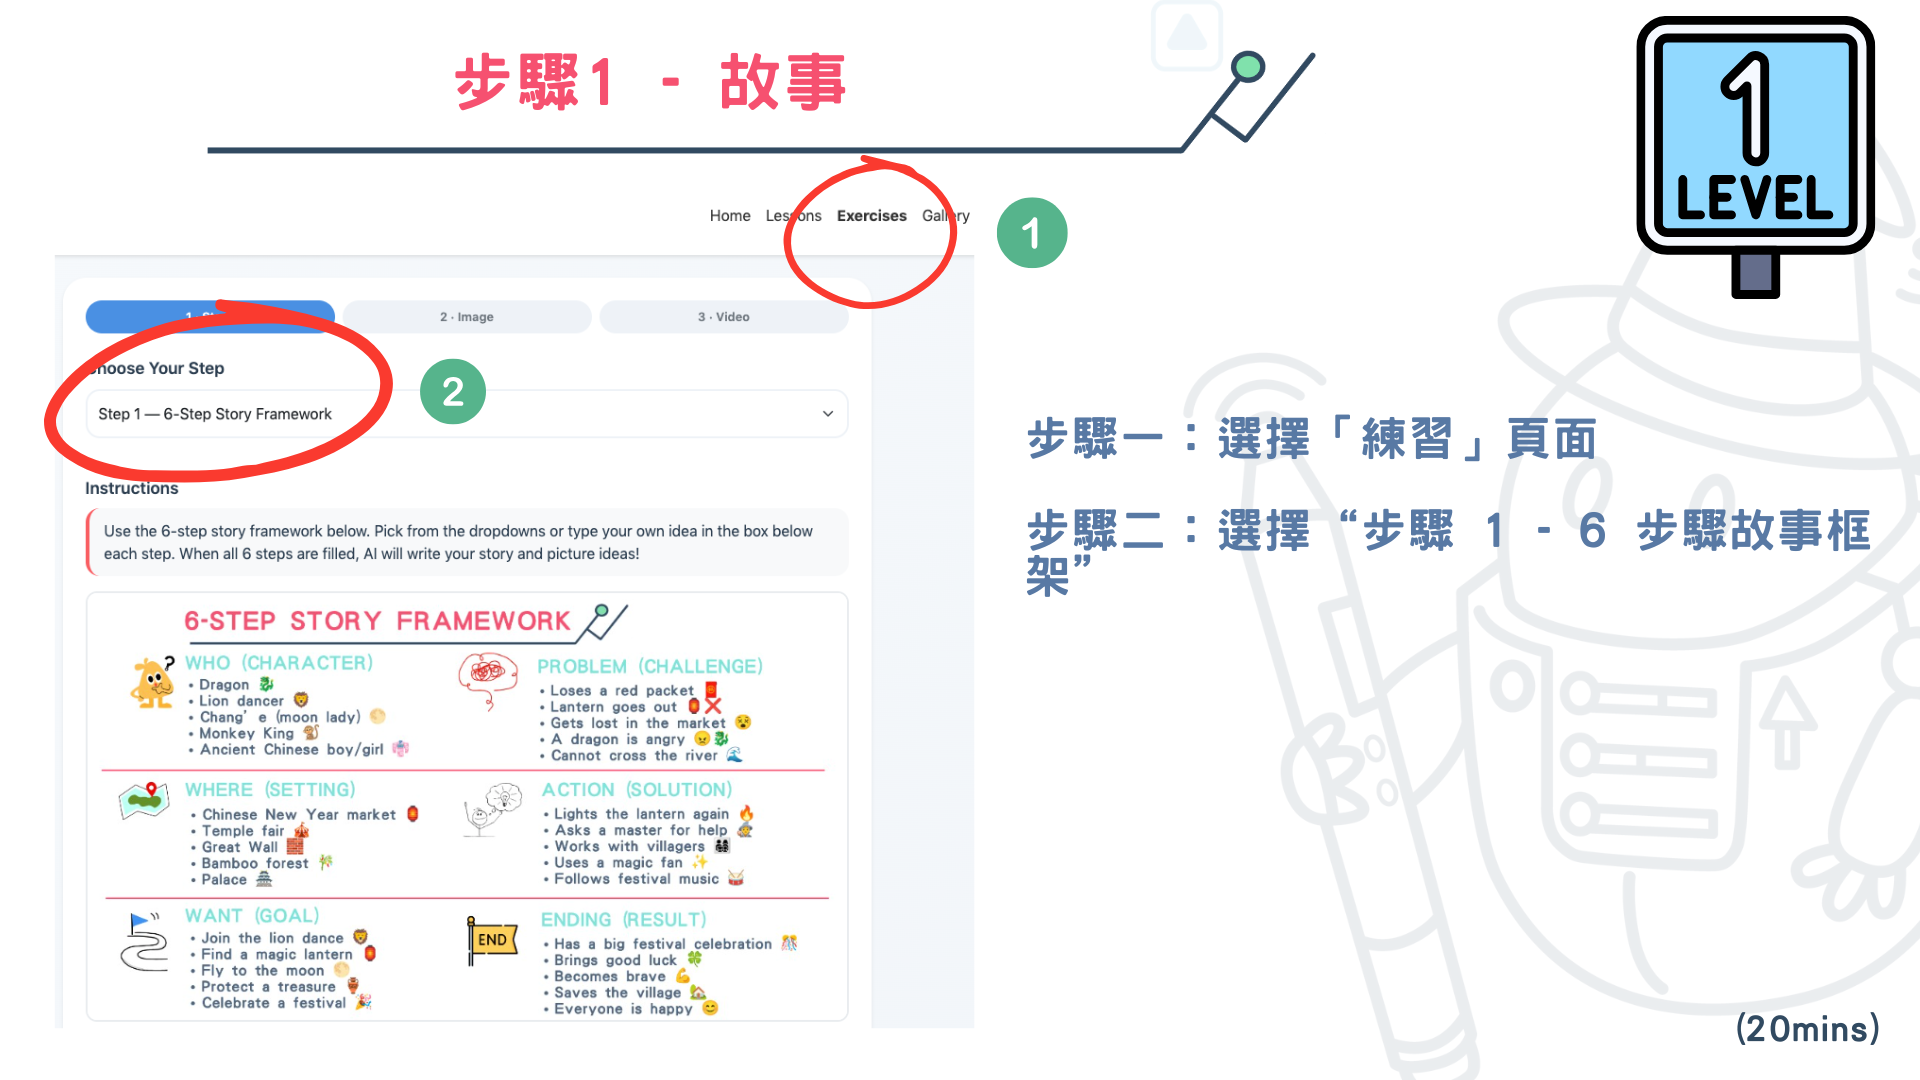 步驟1 - 故事
1
LEVEL
Home Lessons Exercises Gallery
1
2 · Image
3 · Video
Choose Your Step
2
Step 1 — 6-Step Story Framework
Instructions
Use the 6-step story framework below. Pick from the dropdowns or type your own idea in the box below
each step. When all 6 steps are filled, AI will write your story and picture ideas!
6-STEP STORY FRAMEWORK
WHO (CHARACTER)
• Dragon
• Lion dancer
• Chang’e (moon lady)
• Monkey King
• Ancient Chinese boy/girl
PROBLEM (CHALLENGE)
• Loses a red packet
• Lantern goes out
• Gets lost in the market
• A dragon is angry
• Cannot cross the river
WHERE (SETTING)
• Chinese New Year market
• Temple fair
• Great Wall
• Bamboo forest
• Palace
ACTION (SOLUTION)
• Lights the lantern again
• Asks a master for help
• Works with villagers
• Uses a magic fan
• Follows festival music
WANT (GOAL)
• Join the lion dance
• Find a magic lantern
• Fly to the moon
• Protect a treasure
• Celebrate a festival
END
ENDING (RESULT)
• Has a big festival celebration
• Brings good luck
• Becomes brave
• Saves the village
• Everyone is happy
步驟一：選擇「練習」頁面
步驟二：選擇“步驟 1 - 6 步驟故事框
架”
(20mins)